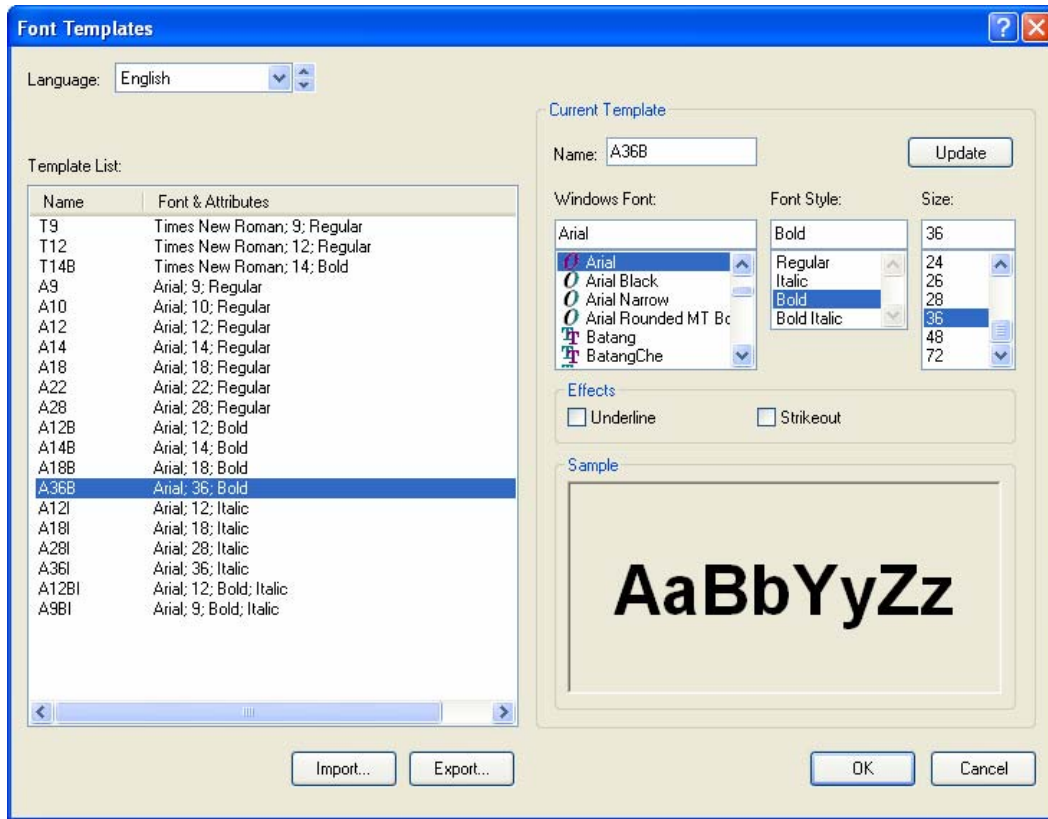 Font Templates
Language: English
Template List:
Name Font & Attributes
T9 Times New Roman; 9; Regular
T12 Times New Roman; 12; Regular
T14B Times New Roman; 14; Bold
A9 Arial; 9; Regular
A10 Arial; 10; Regular
A12 Arial; 12; Regular
A14 Arial; 14; Regular
A18 Arial; 18; Regular
A22 Arial; 22; Regular
A28 Arial; 28; Regular
A12B Arial; 12; Bold
A14B Arial; 14; Bold
A18B Arial; 18; Bold
A36B Arial; 36; Bold
A12I Arial; 12; Italic
A18I Arial; 18; Italic
A28I Arial; 28; Italic
A36I Arial; 36; Italic
A12BI Arial; 12; Bold; Italic
A9BI Arial; 9; Bold; Italic
Import... Export...
Current Template
Name: A36B Update
Windows Font: Font Style: Size:
Arial Bold 36
Arial Regular 24
Arial Black Italic 26
Arial Narrow Bold 28
Arial Rounded MT Bo Bold Italic 36
Batang 48
BatangChe 72
Effects
Underline Strikeout
Sample
AaBbYyZz
OK Cancel